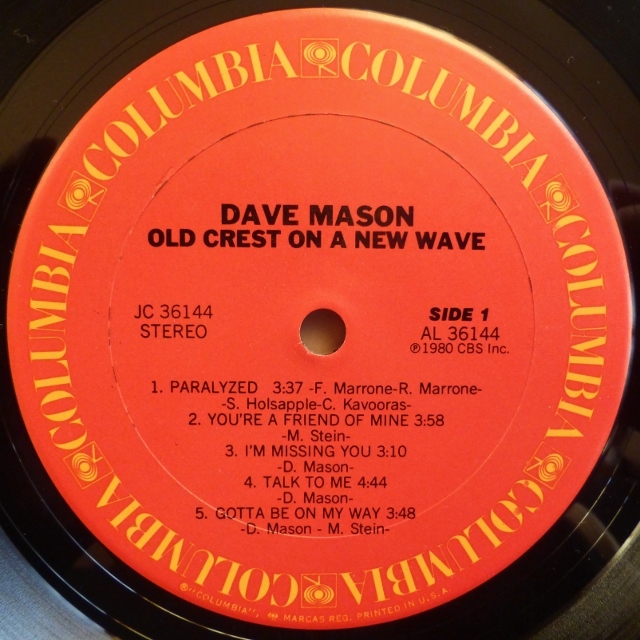 COLUMBIA COLUMBIA COLUMBIA COLUMBIA COLUMBIA COLUMBIA
DAVE MASON
OLD CREST ON A NEW WAVE
JC 36144
STEREO
SIDE 1
AL 36144
℗1980 CBS Inc.
1. PARALYZED 3:37 -F. Marrone-R. Marrone-
-S. Holsapple-C. Kavooras-
2. YOU'RE A FRIEND OF MINE 3:58
-M. Stein-
3. I'M MISSING YOU 3:10
-D. Mason-
4. TALK TO ME 4:44
-D. Mason-
5. GOTTA BE ON MY WAY 3:48
-D. Mason - M. Stein-
®"COLUMBIA", MARCAS REG. PRINTED IN U.S.A.